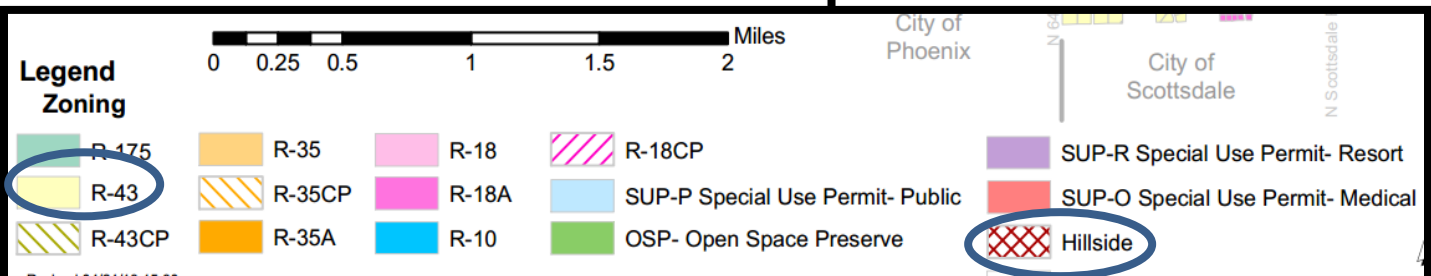 City of
Phoenix
N 64
City of
Scottsdale
N Scottsdale
Miles
0 0.25 0.5 1 1.5 2
Legend
Zoning
R-175 R-35 R-18 R-18CP SUP-R Special Use Permit- Resort
R-43 R-35CP R-18A SUP-P Special Use Permit- Public SUP-O Special Use Permit- Medical
R-43CP R-35A R-10 OSP- Open Space Preserve Hillside